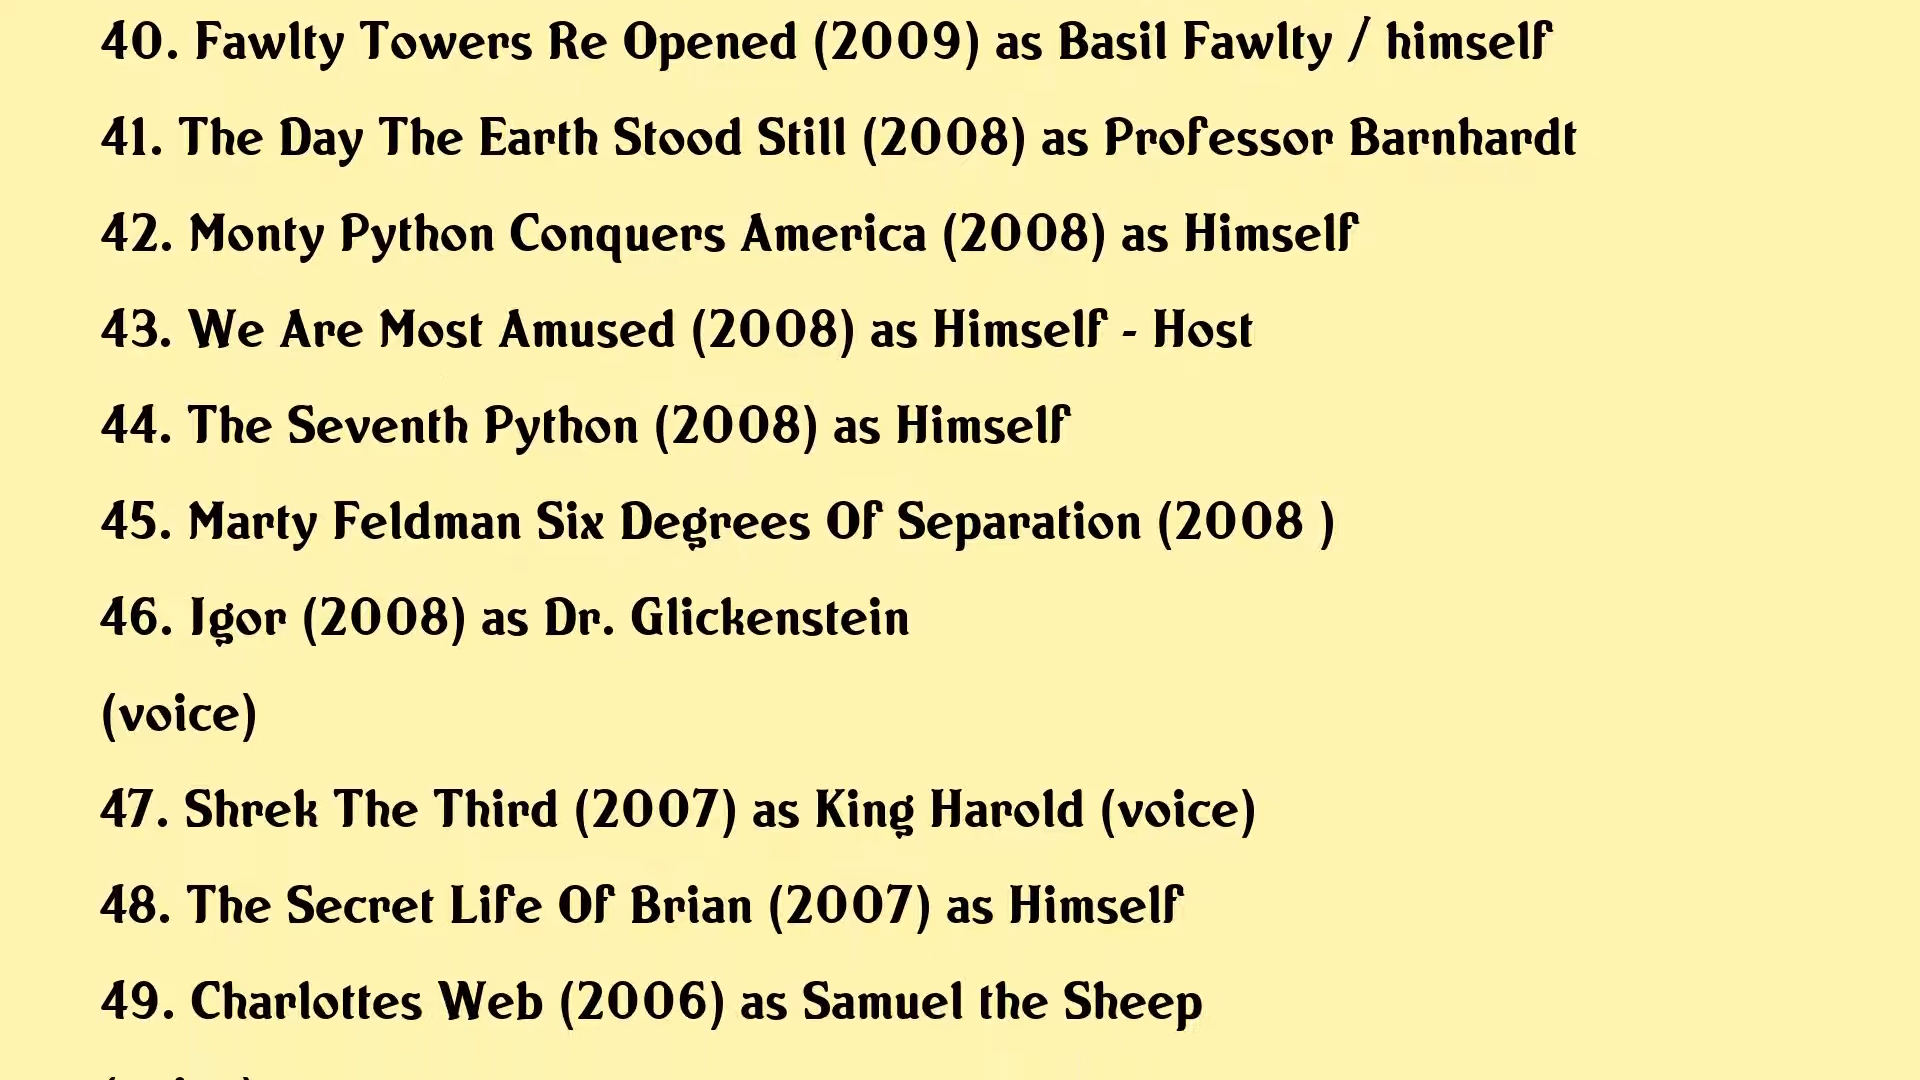 40. Fawlty Towers Re Opened (2009) as Basil Fawlty / himself
41. The Day The Earth Stood Still (2008) as Professor Barnhardt
42. Monty Python Conquers America (2008) as Himself
43. We Are Most Amused (2008) as Himself - Host
44. The Seventh Python (2008) as Himself
45. Marty Feldman Six Degrees Of Separation (2008 )
46. Igor (2008) as Dr. Glickenstein
(voice)
47. Shrek The Third (2007) as King Harold (voice)
48. The Secret Life Of Brian (2007) as Himself
49. Charlottes Web (2006) as Samuel the Sheep